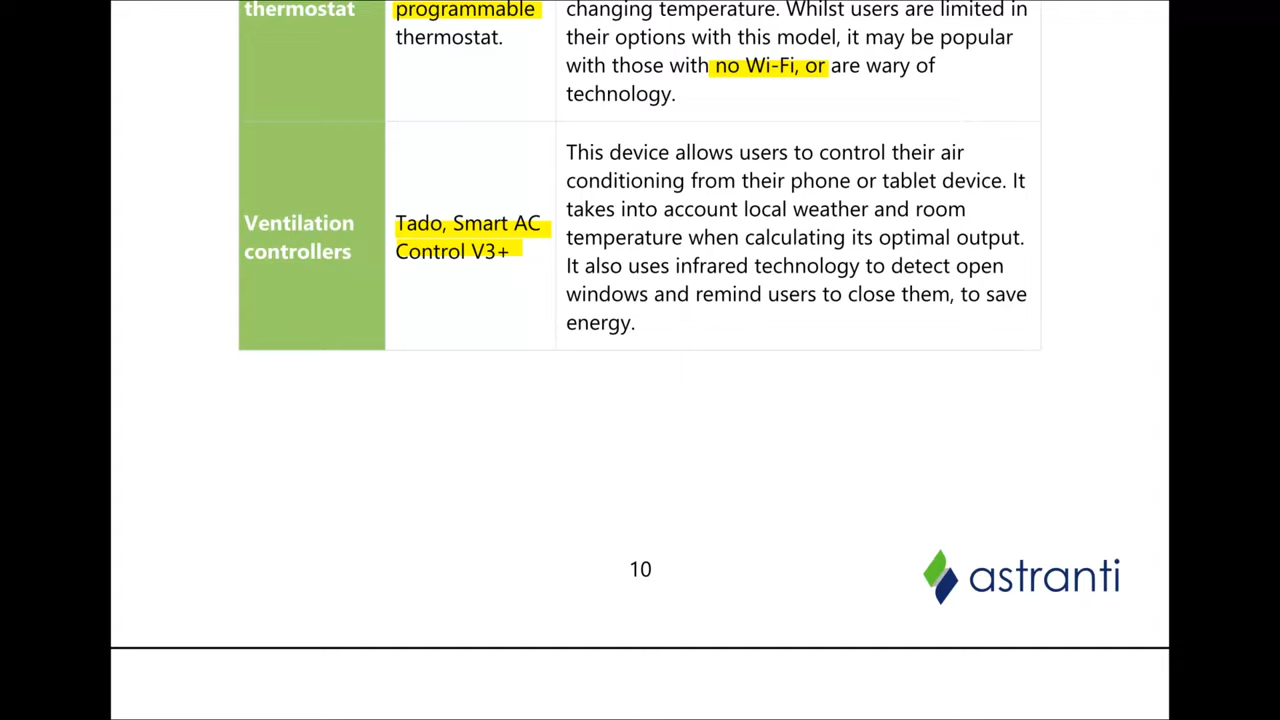 thermostat
programmable
thermostat.
changing temperature. Whilst users are limited in
their options with this model, it may be popular
with those with no Wi-Fi, or are wary of
technology.
Ventilation
controllers
Tado, Smart AC
Control V3+
This device allows users to control their air
conditioning from their phone or tablet device. It
takes into account local weather and room
temperature when calculating its optimal output.
It also uses infrared technology to detect open
windows and remind users to close them, to save
energy.
10
astranti